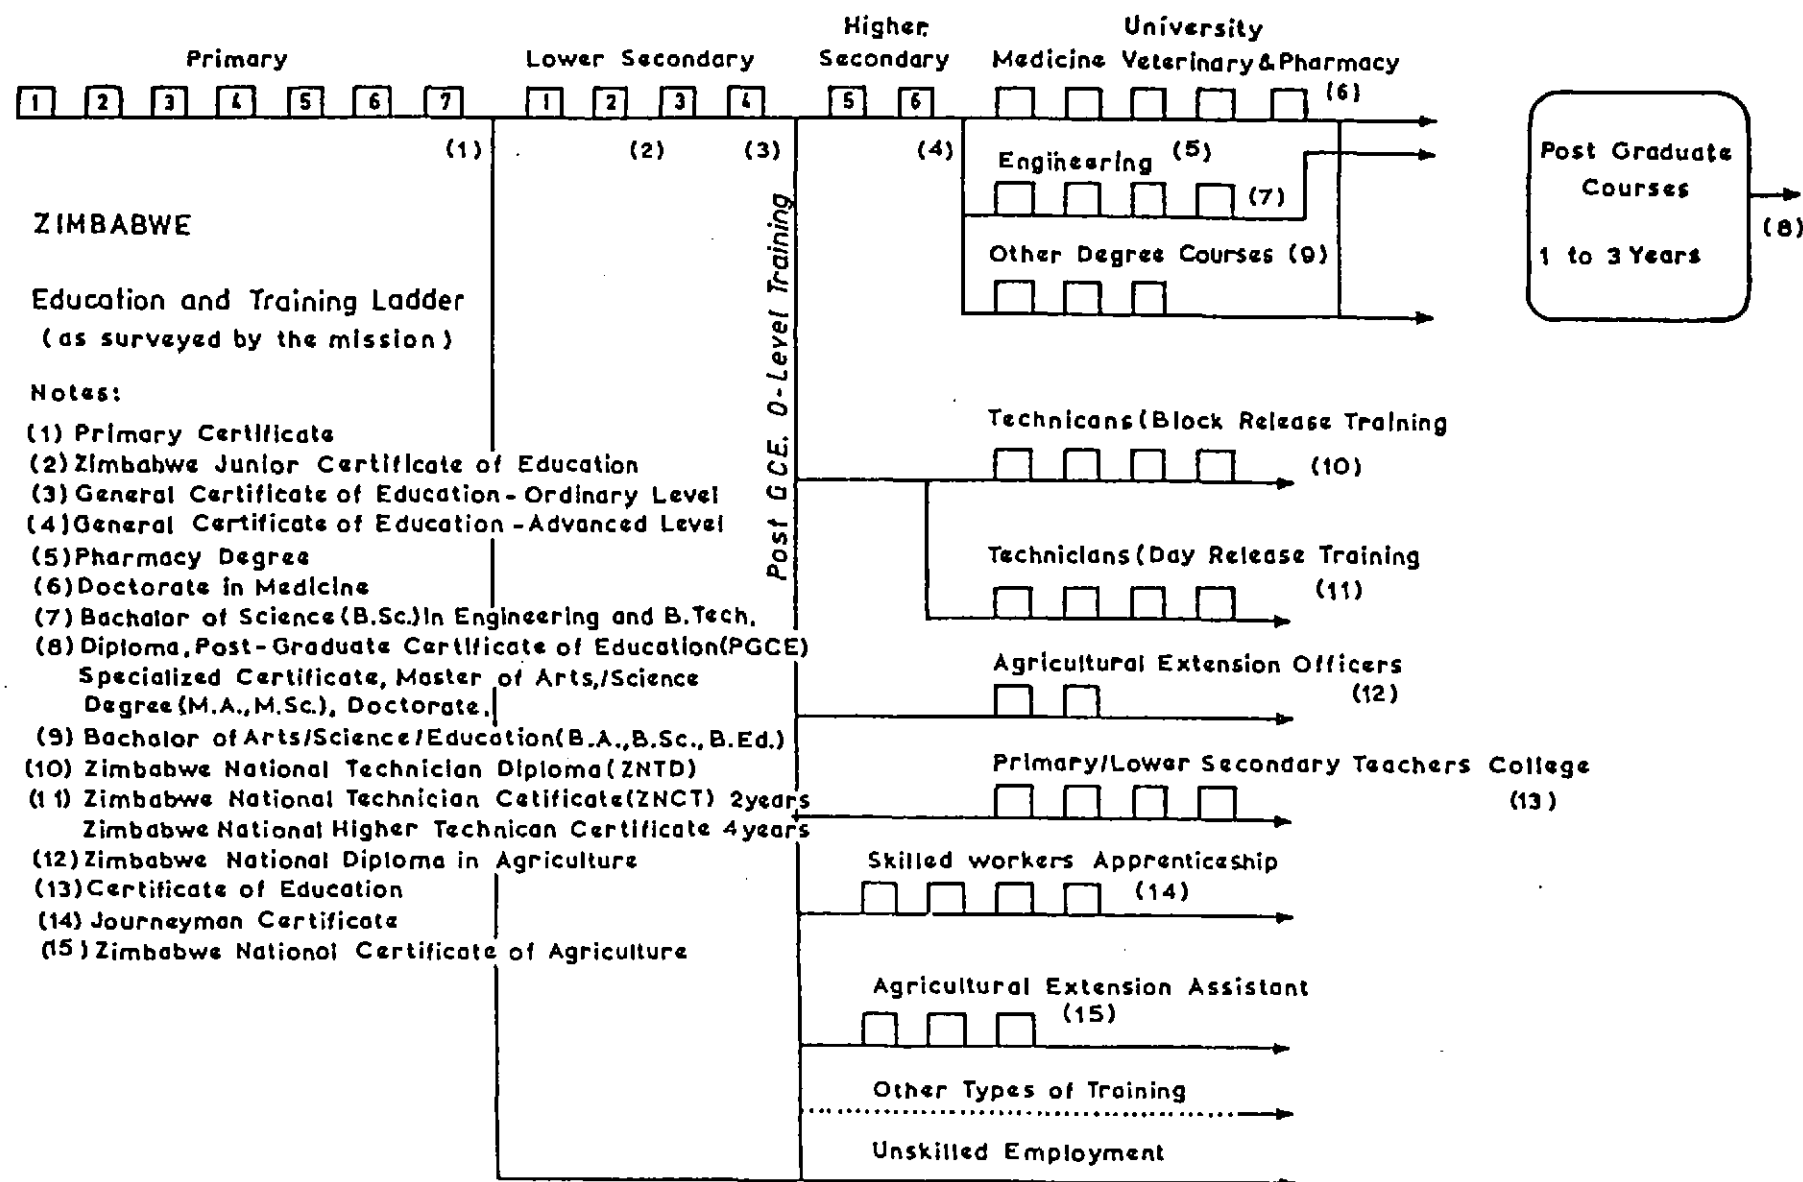 Primary
Lower Secondary
Higher
Secondary
University
Medicine Veterinary & Pharmacy
1 2 3 4 5 6 7
1 2 3 4
5 6
(6)
(1)
(2)
(3)
(4)
(5)
Engineering
(7)
Other Degree Courses (9)
Post Graduate
Courses
1 to 3 Years
(8)
ZIMBABWE
Education and Training Ladder
(as surveyed by the mission)
Notes:
(1) Primary Certificate
(2) Zimbabwe Junior Certificate of Education
(3) General Certificate of Education - Ordinary Level
(4) General Certificate of Education - Advanced Level
(5) Pharmacy Degree
(6) Doctorate in Medicine
(7) Bachalor of Science (B.Sc.) in Engineering and B.Tech.
(8) Diploma, Post-Graduate Certificate of Education (PGCE)
Specialized Certificate, Master of Arts,/Science
Degree (M.A., M.Sc.), Doctorate.
(9) Bachalor of Arts/Science/Education (B.A., B.Sc., B.Ed.)
(10) Zimbabwe National Technician Diploma (ZNTD)
(11) Zimbabwe National Technician Catificate (ZNCT) 2years
Zimbabwe National Higher Technican Certificate 4years
(12) Zimbabwe National Diploma in Agriculture
(13) Certificate of Education
(14) Journeyman Certificate
(15) Zimbabwe National Certificate of Agriculture
Post GCE. O-Level Training
Technicans (Block Release Training
(10)
Technicians (Day Release Training
(11)
Agricultural Extension Officers
(12)
Primary/Lower Secondary Teachers College
(13)
Skilled workers Apprenticeship
(14)
Agricultural Extension Assistant
(15)
Other Types of Training
Unskilled Employment